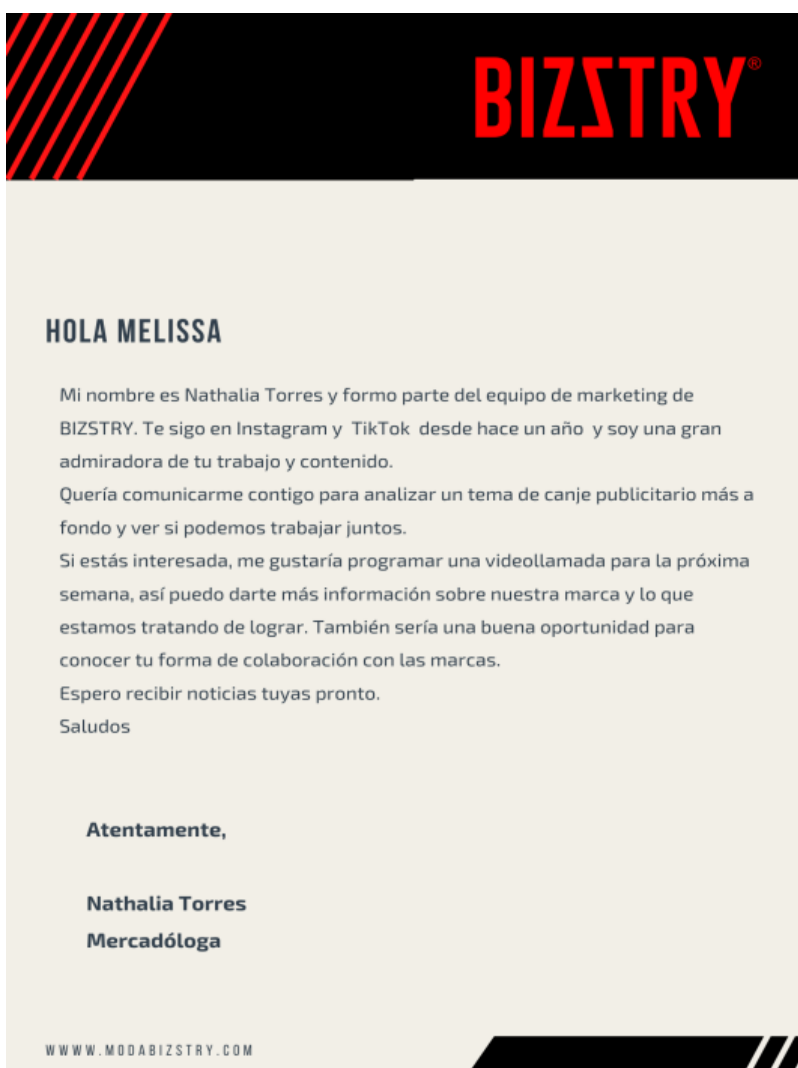 BIZSTRY®
HOLA MELISSA
Mi nombre es Nathalia Torres y formo parte del equipo de marketing de
BIZSTRY. Te sigo en Instagram y TikTok desde hace un año y soy una gran
admiradora de tu trabajo y contenido.
Quería comunicarme contigo para analizar un tema de canje publicitario más a
fondo y ver si podemos trabajar juntos.
Si estás interesada, me gustaría programar una videollamada para la próxima
semana, así puedo darte más información sobre nuestra marca y lo que
estamos tratando de lograr. También sería una buena oportunidad para
conocer tu forma de colaboración con las marcas.
Espero recibir noticias tuyas pronto.
Saludos
Atentamente,
Nathalia Torres
Mercadóloga
WWWW.MODABIZSTRY.COM